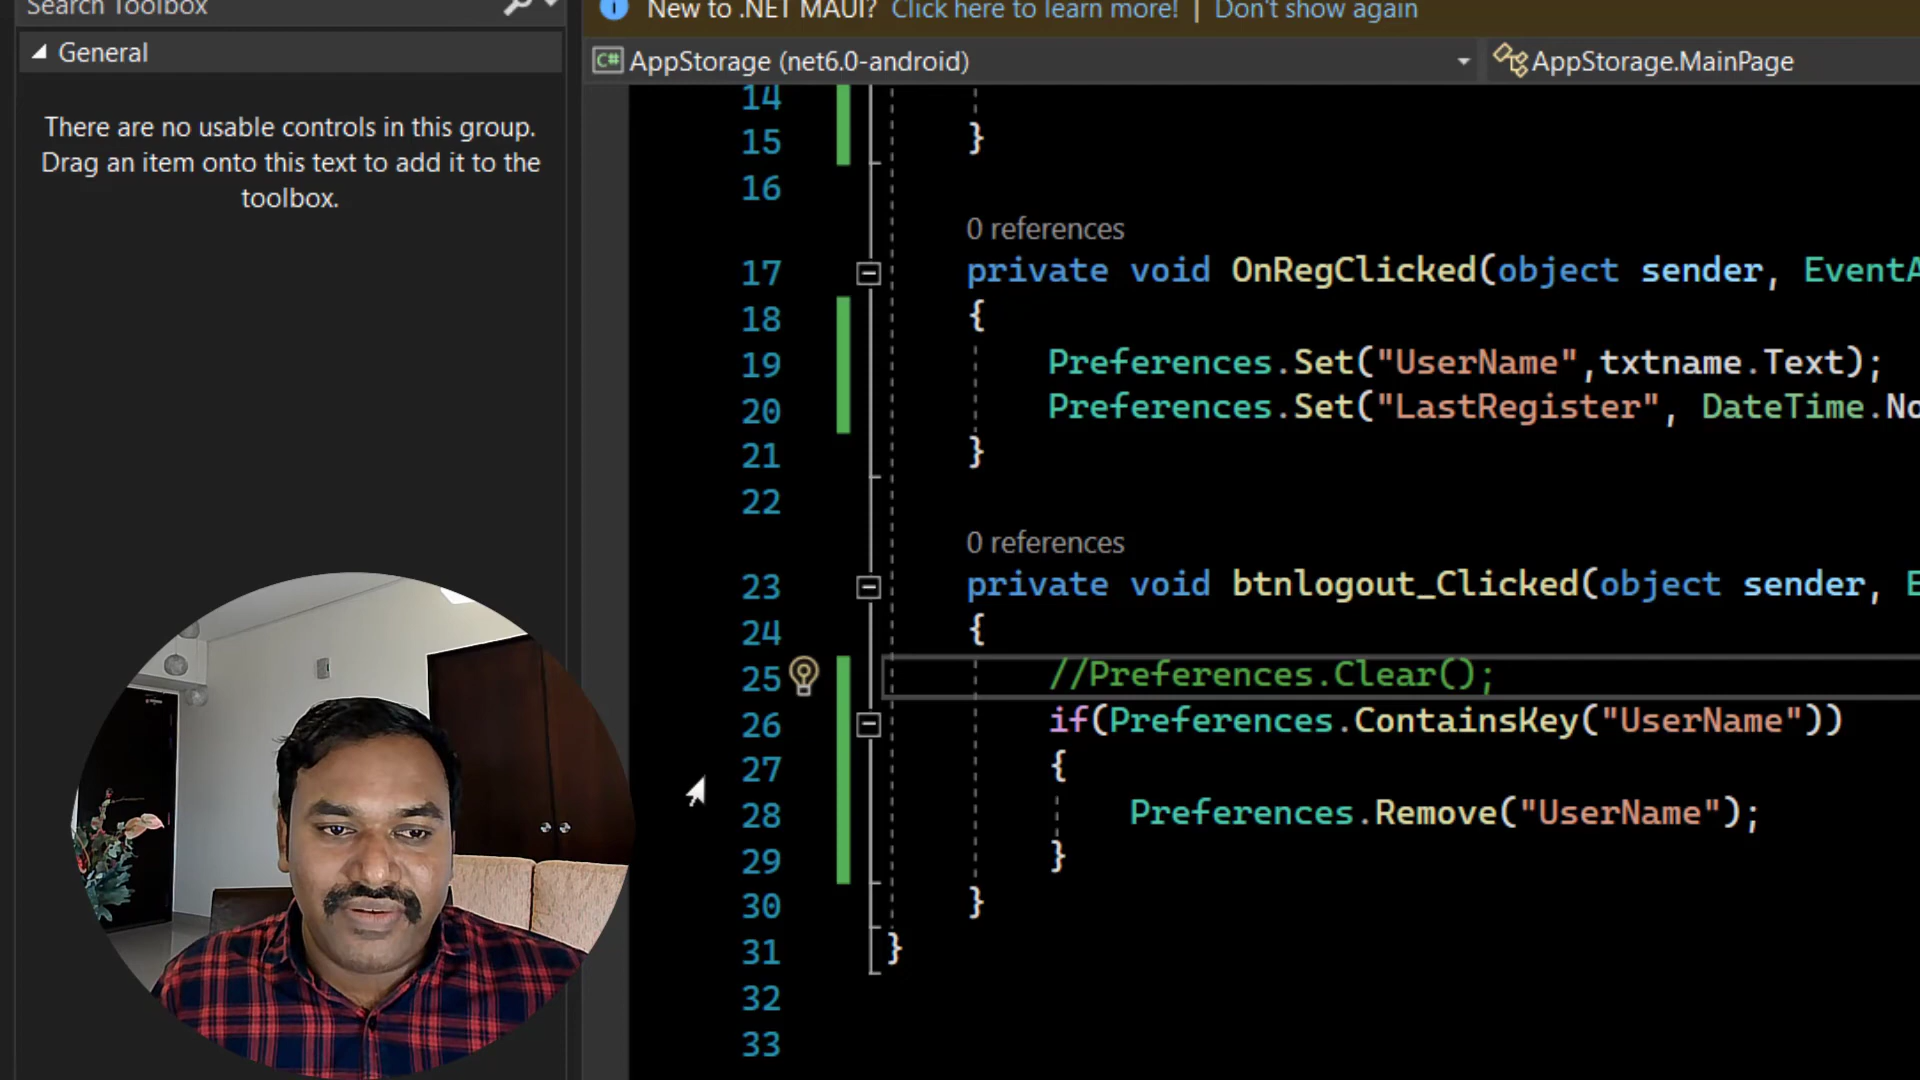 Search Toolbox
General
There are no usable controls in this group.
Drag an item onto this text to add it to the
toolbox.
New to .NET MAUI? Click here to learn more! | Don't show again
C# AppStorage (net6.0-android)
AppStorage.MainPage
14
15 }
16
0 references
17 private void OnRegClicked(object sender, EventA
18 {
19 Preferences.Set("UserName",txtname.Text);
20 Preferences.Set("LastRegister", DateTime.No
21 }
22
0 references
23 private void btnlogout_Clicked(object sender, E
24 {
25 //Preferences.Clear();
26 if(Preferences.ContainsKey("UserName"))
27 {
28 Preferences.Remove("UserName");
29 }
30 }
31 }
32
33